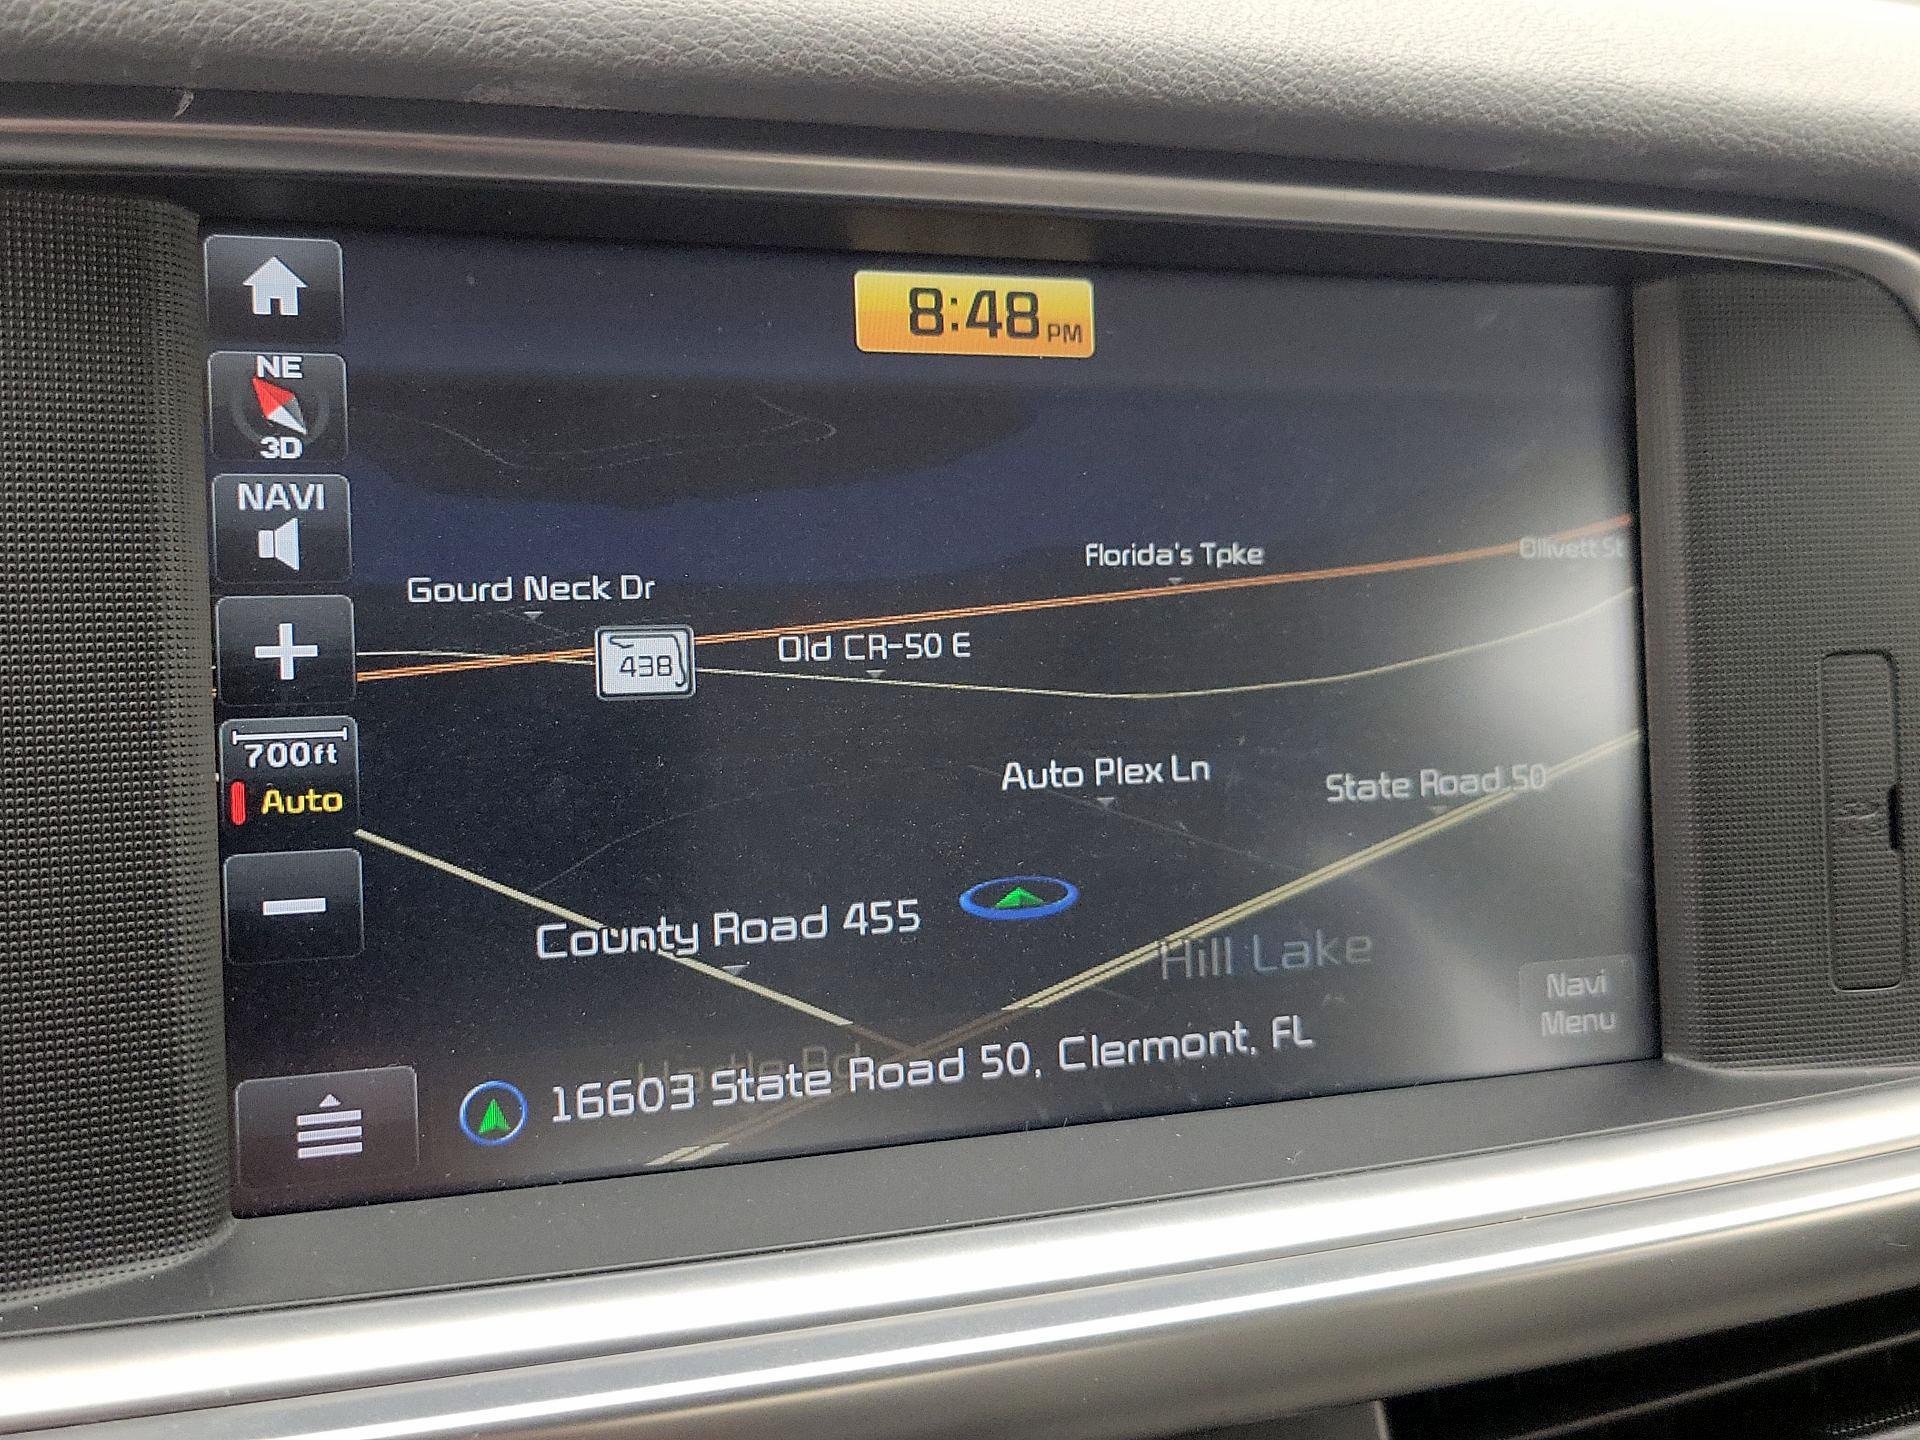 8:48 PM
NE
3D
NAVI
Florida's Tpke
Ollivett St
Gourd Neck Dr
Old CR-50 E
438
700ft
Auto
Auto Plex Ln
State Road 50
County Road 455
Hill Lake
Navi
Menu
Hartle Rd
16603 State Road 50, Clermont, FL